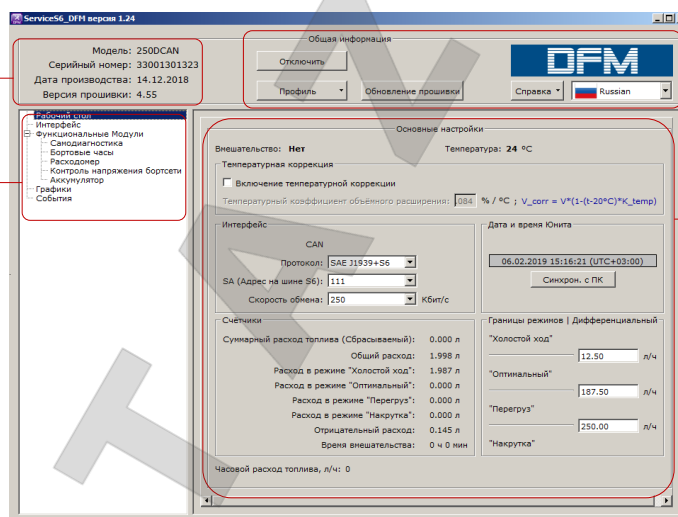 ServiceS6_DFM версия 1.24
Модель: 250DCAN
Серийный номер: 33001301323
Дата производства: 14.12.2018
Версия прошивки: 4.55
Общая информация
Отключить
Профиль
Обновление прошивки
DFM
Справка
Russian
Рабочий стол
Интерфейс
Функциональные Модули
Самодиагностика
Бортовые часы
Расходомер
Контроль напряжения бортсети
Аккумулятор
Графики
События
Основные настройки
Вмешательство: Нет
Температура: 24 ºC
Температурная коррекция
Включение температурной коррекции
Температурный коэффициент объёмного расширения: .084 % / ºC ; V_corr = V*(1-(t-20ºC)*K_temp)
Интерфейс
CAN
Протокол: SAE J1939+S6
SA (Адрес на шине S6): 111
Скорость обмена: 250 Кбит/с
Дата и время Юнита
06.02.2019 15:16:21 (UTC+03:00)
Синхрон. с ПК
Счетчики
Суммарный расход топлива (Сбрасываемый): 0.000 л
Общий расход: 1.998 л
Расход в режиме "Холостой ход": 1.987 л
Расход в режиме "Оптимальный": 0.000 л
Расход в режиме "Перегруз": 0.000 л
Расход в режиме "Накрутка": 0.000 л
Отрицательный расход: 0.145 л
Время вмешательства: 0 ч 0 мин
Границы режимов | Дифференциальный
"Холостой ход"
12.50 л/ч
"Оптимальный"
187.50 л/ч
"Перегруз"
250.00 л/ч
"Накрутка"
Часовой расход топлива, л/ч: 0